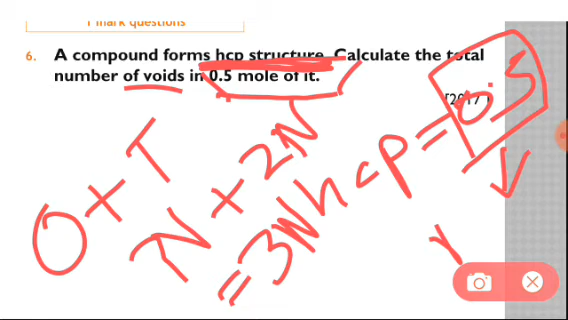 1 mark questions
6. A compound forms hcp structure. Calculate the total
number of voids in 0.5 mole of it.
[2017]
O + T
N + 2N
= 3N
hcp = 0.5